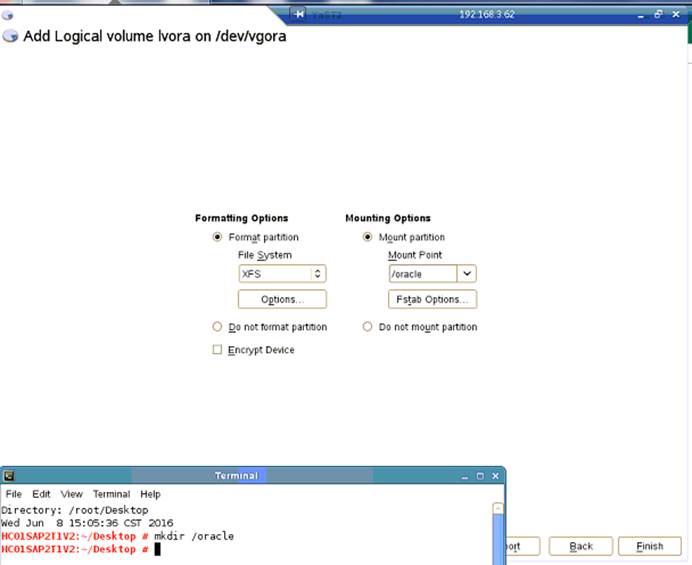 YaST2 192.168.3.62
Add Logical volume lvora on /dev/vgora
Formatting Options Mounting Options
Format partition Mount partition
File System Mount Point
XFS /oracle
Options... Fstab Options...
Do not format partition Do not mount partition
Encrypt Device
Terminal
File Edit View Terminal Help
Directory: /root/Desktop
Wed Jun 8 15:05:36 CST 2016
HC01SAP2T1V2:~/Desktop # mkdir /oracle
HC01SAP2T1V2:~/Desktop #
Back Finish